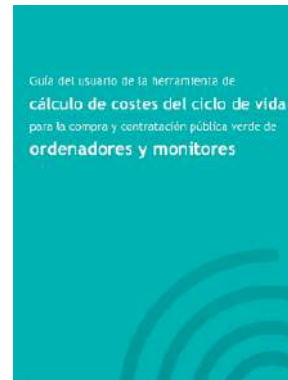 Guía del usuario de la herramienta de
cálculo de costes del ciclo de vida
para la compra y contratación pública verde de
ordenadores y monitores